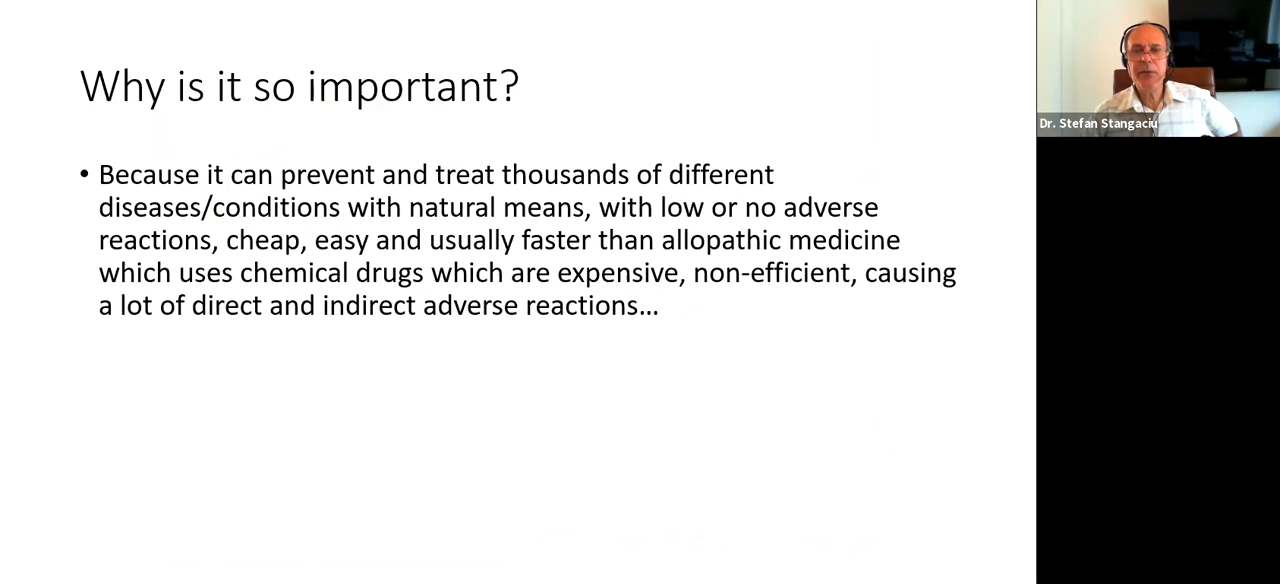 Why is it so important?
• Because it can prevent and treat thousands of different
diseases/conditions with natural means, with low or no adverse
reactions, cheap, easy and usually faster than allopathic medicine
which uses chemical drugs which are expensive, non-efficient, causing
a lot of direct and indirect adverse reactions…
Dr. Stefan Stangaciu